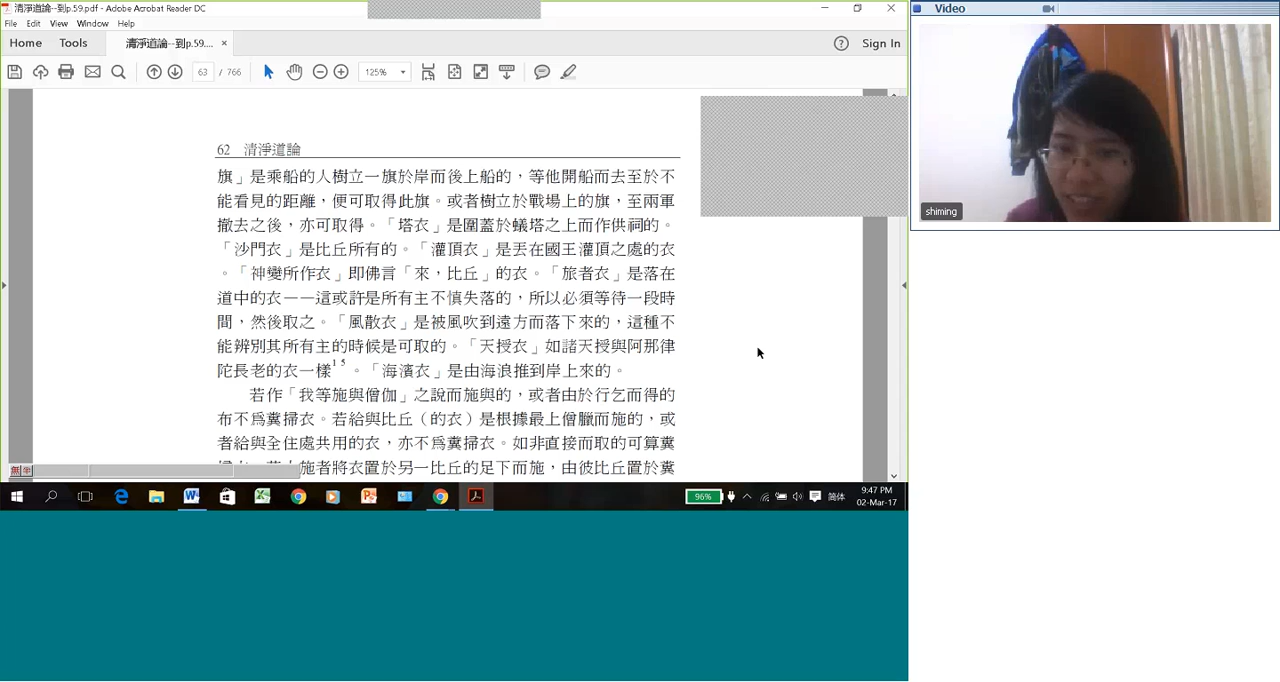 清淨道論--到p.59.pdf - Adobe Acrobat Reader DC
File Edit View Window Help
Home Tools 清淨道論--到p.59.... × Sign In
63 / 766 125%
62 清淨道論
旗」是乘船的人樹立一旗於岸而後上船的，等他開船而去至於不
能看見的距離，便可取得此旗。或者樹立於戰場上的旗，至兩軍
撤去之後，亦可取得。「塔衣」是圍蓋於蟻塔之上而作供祠的。
「沙門衣」是比丘所有的。「灌頂衣」是丟在國王灌頂之處的衣
。「神變所作衣」即佛言「來，比丘」的衣。「旅者衣」是落在
道中的衣——這或許是所有主不慎失落的，所以必須等待一段時
間，然後取之。「風散衣」是被風吹到遠方而落下來的，這種不
能辨別其所有主的時候是可取的。「天授衣」如諸天授與阿那律
陀長老的衣一樣15。「海濱衣」是由海浪推到岸上來的。
若作「我等施與僧伽」之說而施與的，或者由於行乞而得的
布不爲糞掃衣。若給與比丘（的衣）是根據最上僧臘而施的，或
者給與全住處共用的衣，亦不爲糞掃衣。如非直接而取的可算糞
施者將衣置於另一比丘的足下而施，由彼比丘置於糞
96% 简体 9:47 PM
02-Mar-17
Video
shiming